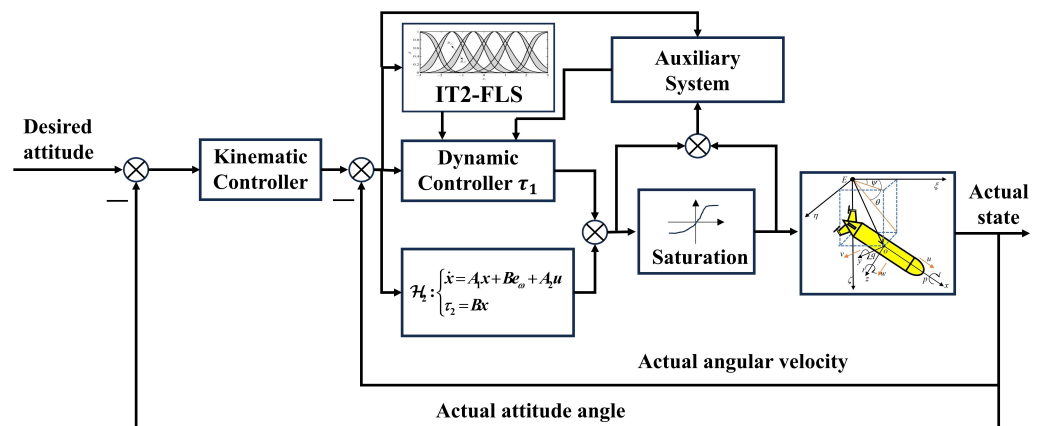 IT2-FLS
Auxiliary
System
Desired
attitude
Kinematic
Controller
Dynamic
Controller τ₁
Saturation
Actual
state
E
ξ
ψ
θ
η
ζ
v
u
y
q
o
r
w
z
p
x
ℋ₂: { ẋ = A₁x + Beω + A₂u
τ₂ = Bx
Actual angular velocity
Actual attitude angle